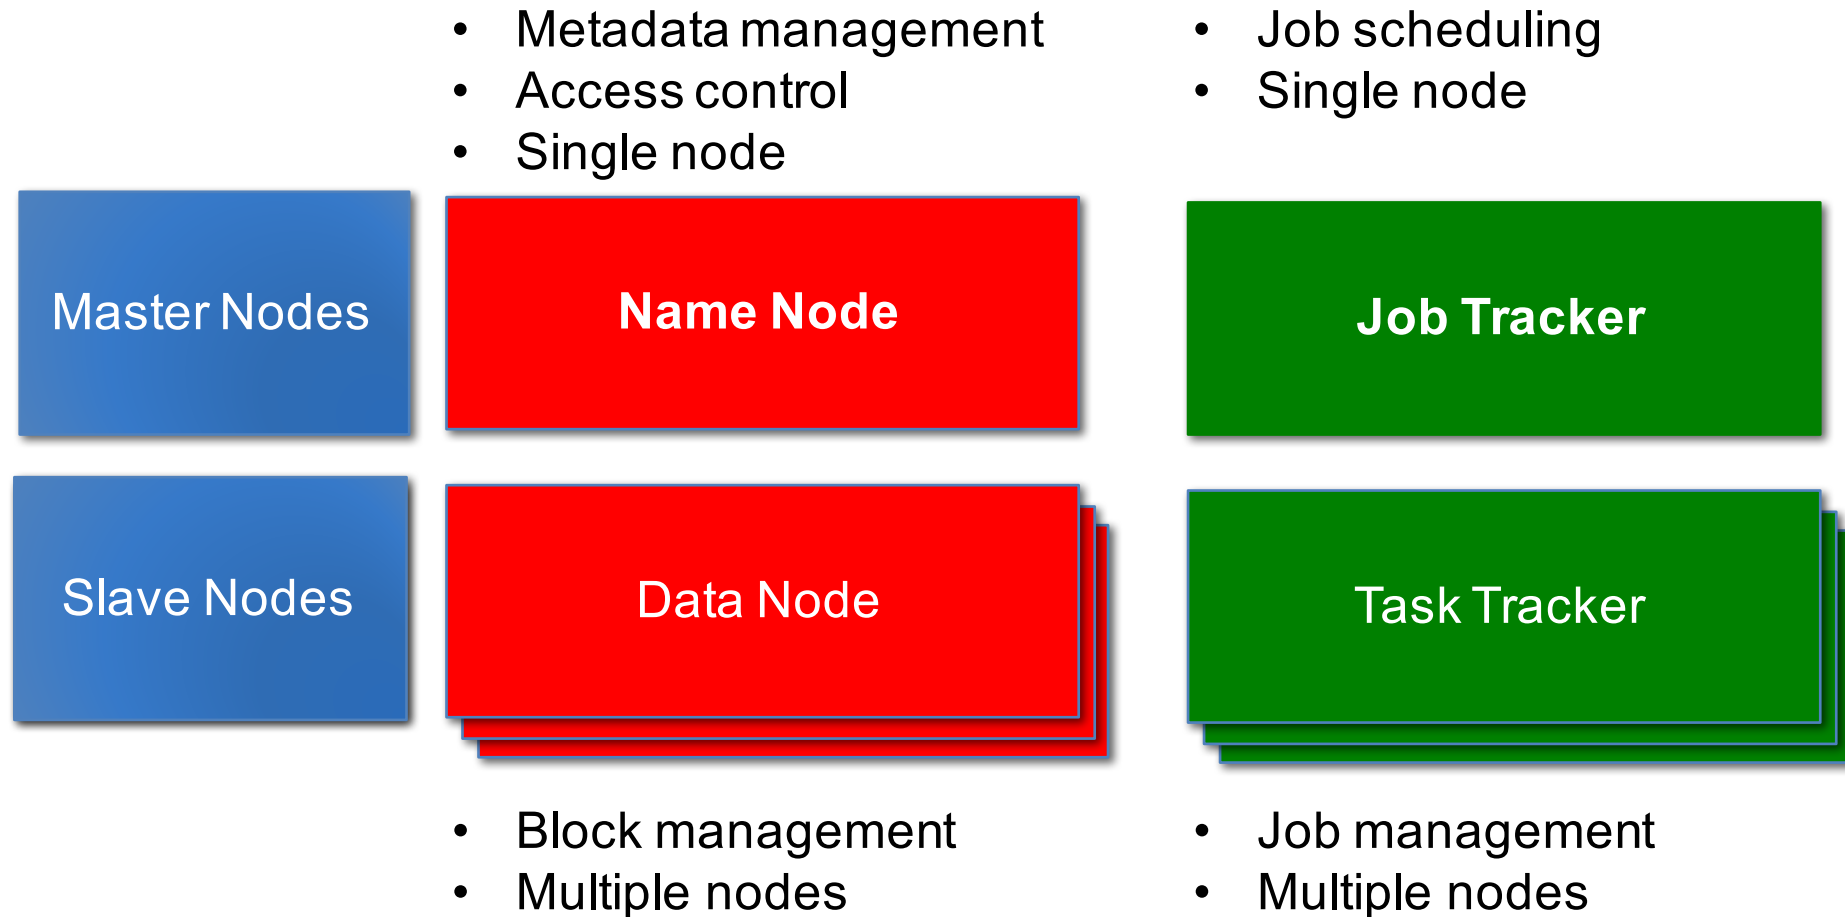 • Metadata management
• Access control
• Single node
• Job scheduling
• Single node
Master Nodes
Name Node
Job Tracker
Slave Nodes
Data Node
Task Tracker
• Block management
• Multiple nodes
• Job management
• Multiple nodes